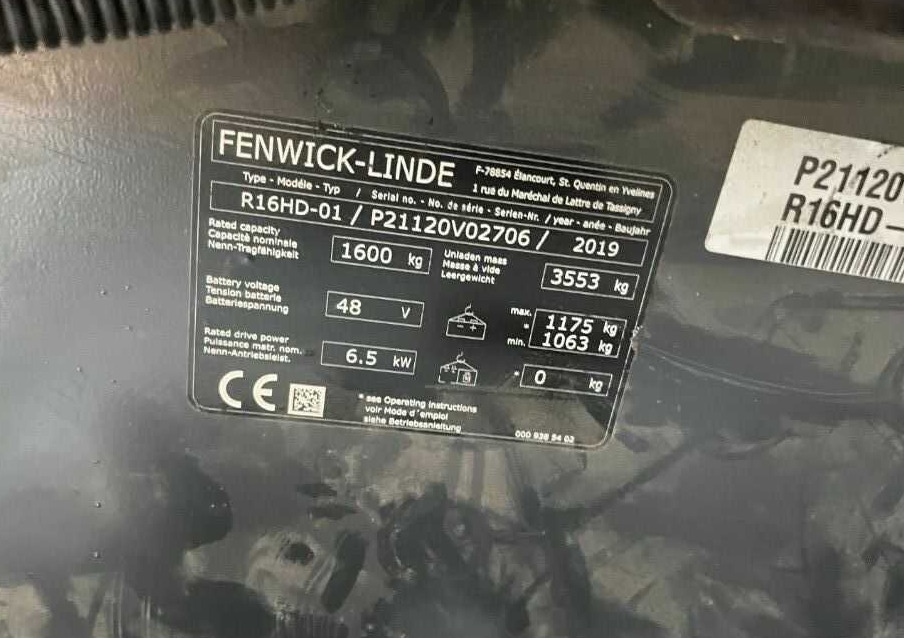 FENWICK-LINDE
F-78854 Élancourt, St. Quentin en Yvelines
1 rue du Maréchal de Lattre de Tassigny
Type - Modéle - Typ / Serial no. - No. de série - Serien-Nr. / year - anée - Baujahr
R16HD-01 / P21120V02706 / 2019
Rated capacity
Capacité nominale
Nenn-Tragfähigkeit
1600 kg
Unladen mass
Masse à vide
Leergewicht
3553 kg
Battery voltage
Tension batterie
Batteriespannung
48 V
max. 1175 kg
*
min. 1063 kg
Rated drive power
Puissance motr. nom.
Nenn-Antriebsleist.
6.5 kW
* 0 kg
CE
* see Operating Instructions
voir Mode d'emploi
siehe Betriebsanleitung
000 938 54 02
P21120
R16HD-